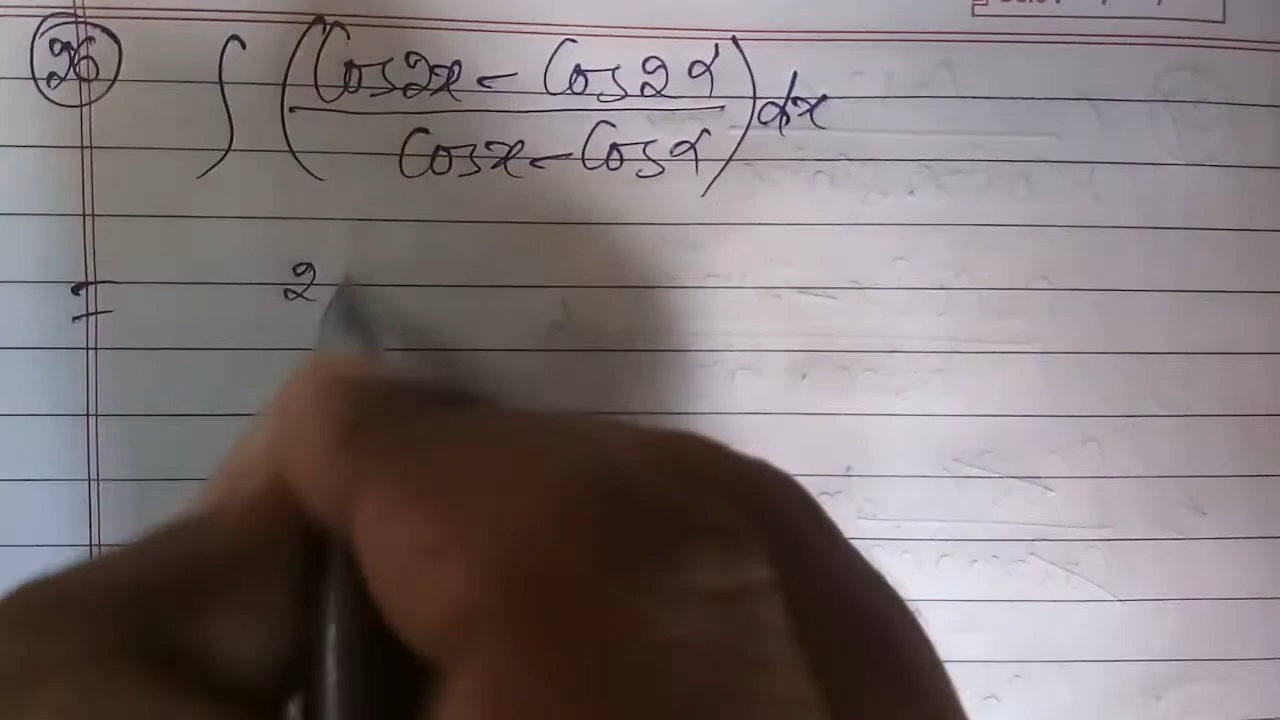 26 ∫ ( (Cos2x - Cos2α) / (Cosx - Cosα) ) dx
= 2